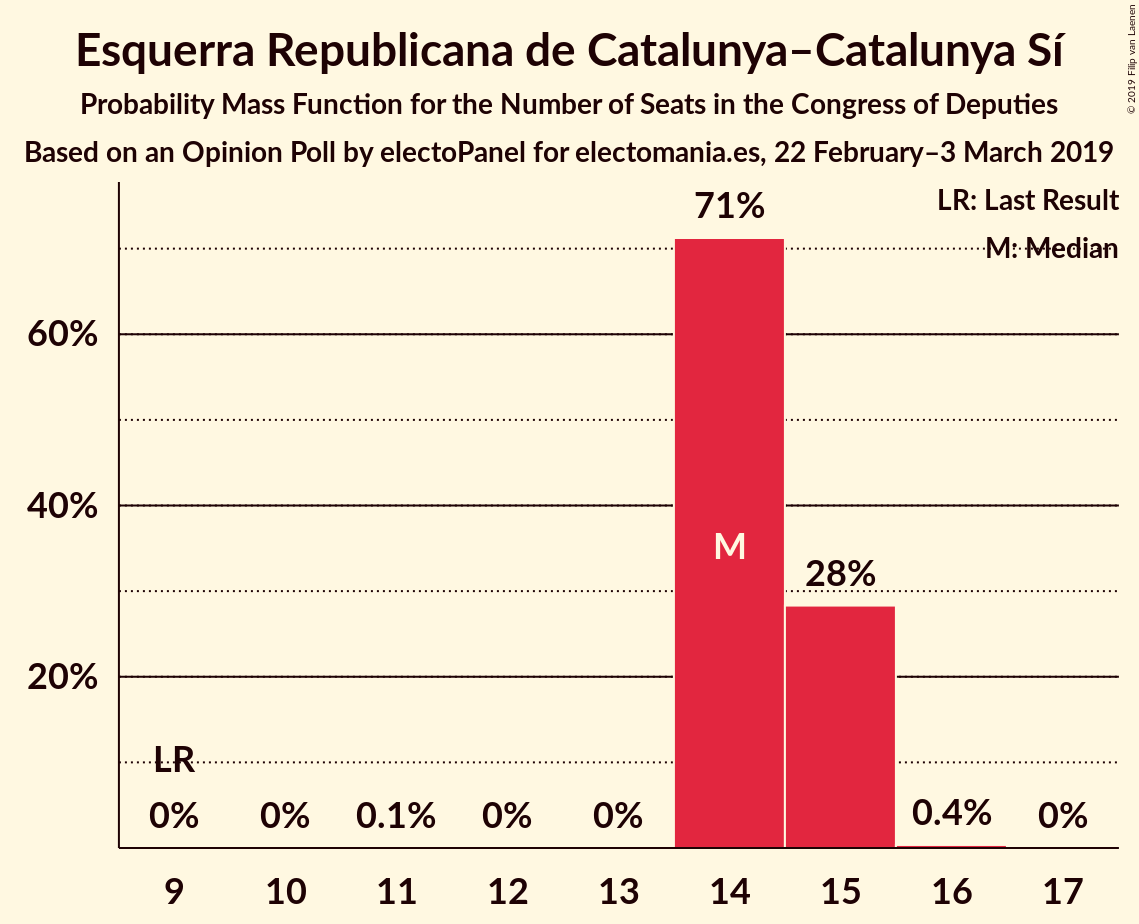 Esquerra Republicana de Catalunya–Catalunya Sí
Probability Mass Function for the Number of Seats in the Congress of Deputies
Based on an Opinion Poll by electoPanel for electomania.es, 22 February–3 March 2019
© 2019 Filip van Laenen
LR: Last Result
M: Median
71%
60%
40%
M
28%
20%
LR
0% 0% 0.1% 0% 0% 0.4% 0%
9 10 11 12 13 14 15 16 17